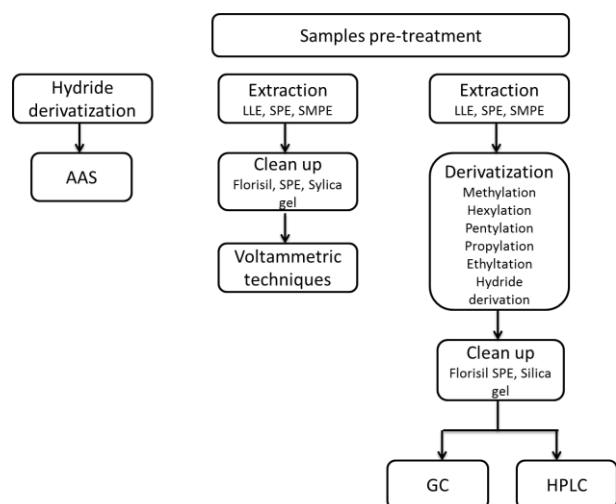 Samples pre-treatment
Hydride
derivatization
AAS
Extraction
LLE, SPE, SMPE
Clean up
Florisil, SPE, Sylica
gel
Voltammetric
techniques
Extraction
LLE, SPE, SMPE
Derivatization
Methylation
Hexylation
Pentylation
Propylation
Ethyltation
Hydride
derivation
Clean up
Florisil SPE, Silica
gel
GC
HPLC